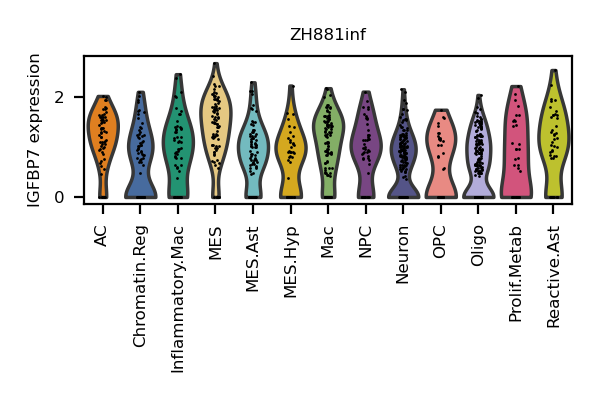 ZH881inf
IGFBP7 expression
2
0
AC
Chromatin.Reg
Inflammatory.Mac
MES
MES.Ast
MES.Hyp
Mac
NPC
Neuron
OPC
Oligo
Prolif.Metab
Reactive.Ast